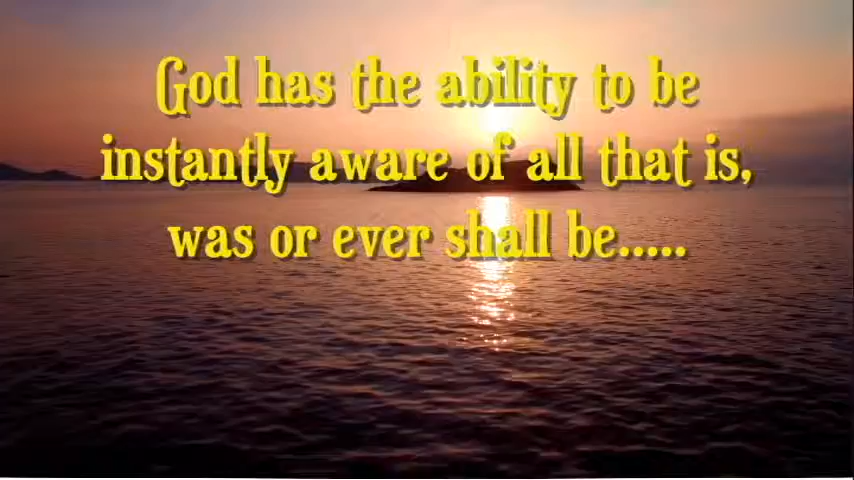 God has the ability to be
instantly aware of all that is,
was or ever shall be.....